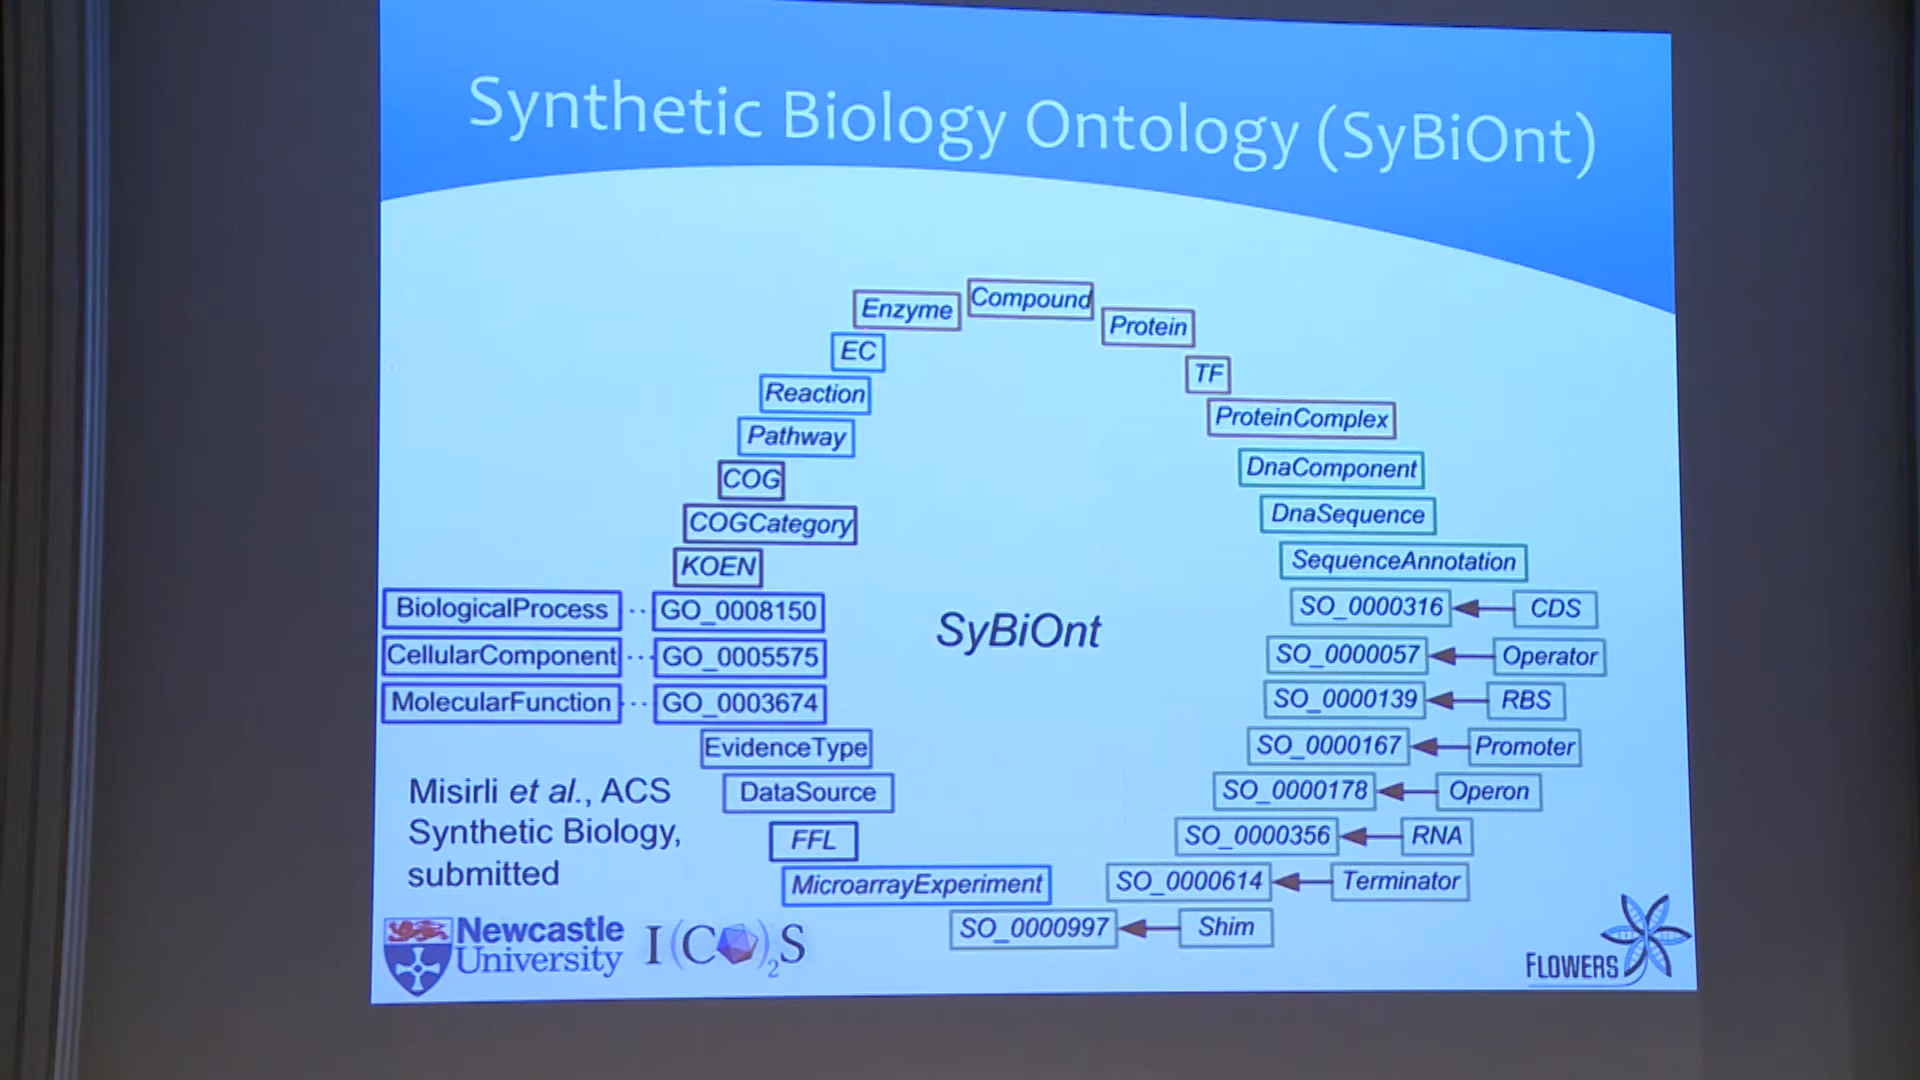 Synthetic Biology Ontology (SyBiOnt)
Compound
Enzyme
Protein
EC
TF
Reaction
ProteinComplex
Pathway
DnaComponent
COG
DnaSequence
COGCategory
SequenceAnnotation
KOEN
BiologicalProcess GO_0008150
SO_0000316 CDS
SyBiOnt
CellularComponent GO_0005575
SO_0000057 Operator
MolecularFunction GO_0003674
SO_0000139 RBS
EvidenceType
SO_0000167 Promoter
DataSource
SO_0000178 Operon
FFL
SO_0000356 RNA
MicroarrayExperiment
SO_0000614 Terminator
SO_0000997 Shim
Misirli et al., ACS
Synthetic Biology,
submitted
Newcastle
University
I(CO)2S
FLOWERS